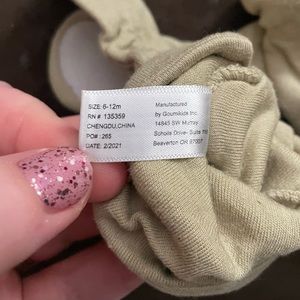 SIZE: 6-12m
RN # 135359
CHENGDU,CHINA
PO#: 265
DATE: 2/2021
Manufactured
by Goumikids Inc.
14845 SW Murray
Scholls Drive- Suite
Beaverton OR 97007